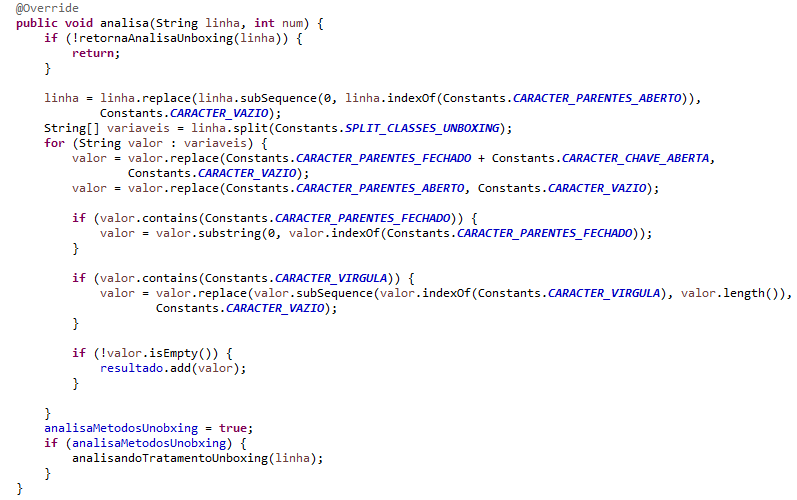 @Override
public void analisa(String linha, int num) {
    if (!retornaAnalisaUnboxing(linha)) {
        return;
    }

    linha = linha.replace(linha.subSequence(0, linha.indexOf(Constants.CARACTER_PARENTES_ABERTO)),
            Constants.CARACTER_VAZIO);
    String[] variaveis = linha.split(Constants.SPLIT_CLASSES_UNBOXING);
    for (String valor : variaveis) {
        valor = valor.replace(Constants.CARACTER_PARENTES_FECHADO + Constants.CARACTER_CHAVE_ABERTA,
                Constants.CARACTER_VAZIO);
        valor = valor.replace(Constants.CARACTER_PARENTES_ABERTO, Constants.CARACTER_VAZIO);

        if (valor.contains(Constants.CARACTER_PARENTES_FECHADO)) {
            valor = valor.substring(0, valor.indexOf(Constants.CARACTER_PARENTES_FECHADO));
        }

        if (valor.contains(Constants.CARACTER_VIRGULA)) {
            valor = valor.replace(valor.subSequence(valor.indexOf(Constants.CARACTER_VIRGULA), valor.length()),
                    Constants.CARACTER_VAZIO);
        }

        if (!valor.isEmpty()) {
            resultado.add(valor);
        }

    }
    analisaMetodosUnobxing = true;
    if (analisaMetodosUnobxing) {
        analisandoTratamentoUnboxing(linha);
    }
}